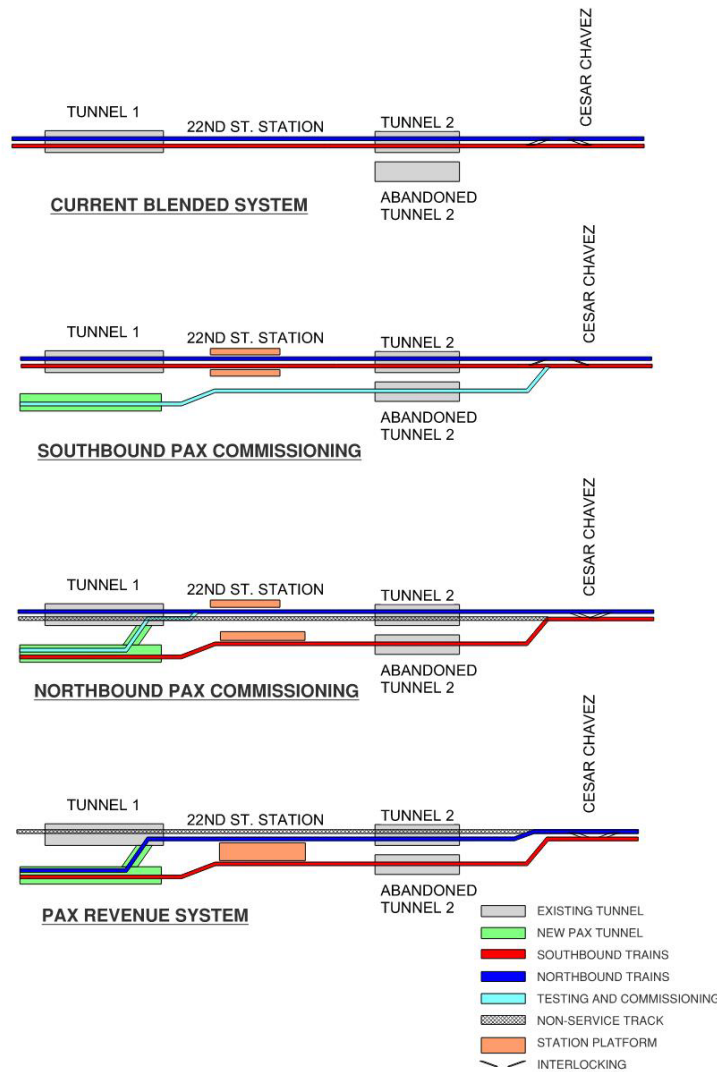 CESAR CHAVEZ
TUNNEL 1
22ND ST. STATION
TUNNEL 2
ABANDONED
TUNNEL 2
CURRENT BLENDED SYSTEM
CESAR CHAVEZ
TUNNEL 1
22ND ST. STATION
TUNNEL 2
ABANDONED
TUNNEL 2
SOUTHBOUND PAX COMMISSIONING
CESAR CHAVEZ
TUNNEL 1
22ND ST. STATION
TUNNEL 2
ABANDONED
TUNNEL 2
NORTHBOUND PAX COMMISSIONING
CESAR CHAVEZ
TUNNEL 1
22ND ST. STATION
TUNNEL 2
ABANDONED
TUNNEL 2
PAX REVENUE SYSTEM
EXISTING TUNNEL
NEW PAX TUNNEL
SOUTHBOUND TRAINS
NORTHBOUND TRAINS
TESTING AND COMMISSIONING
NON-SERVICE TRACK
STATION PLATFORM
INTERLOCKING